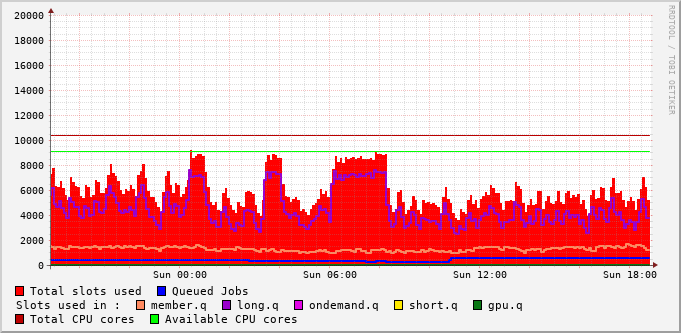 20000
18000
16000
14000
12000
10000
8000
6000
4000
2000
0
Sun 00:00 Sun 06:00 Sun 12:00 Sun 18:00
Total slots used Queued Jobs
Slots used in : member.q long.q ondemand.q short.q gpu.q
Total CPU cores Available CPU cores
RRDTOOL / TOBI OETIKER